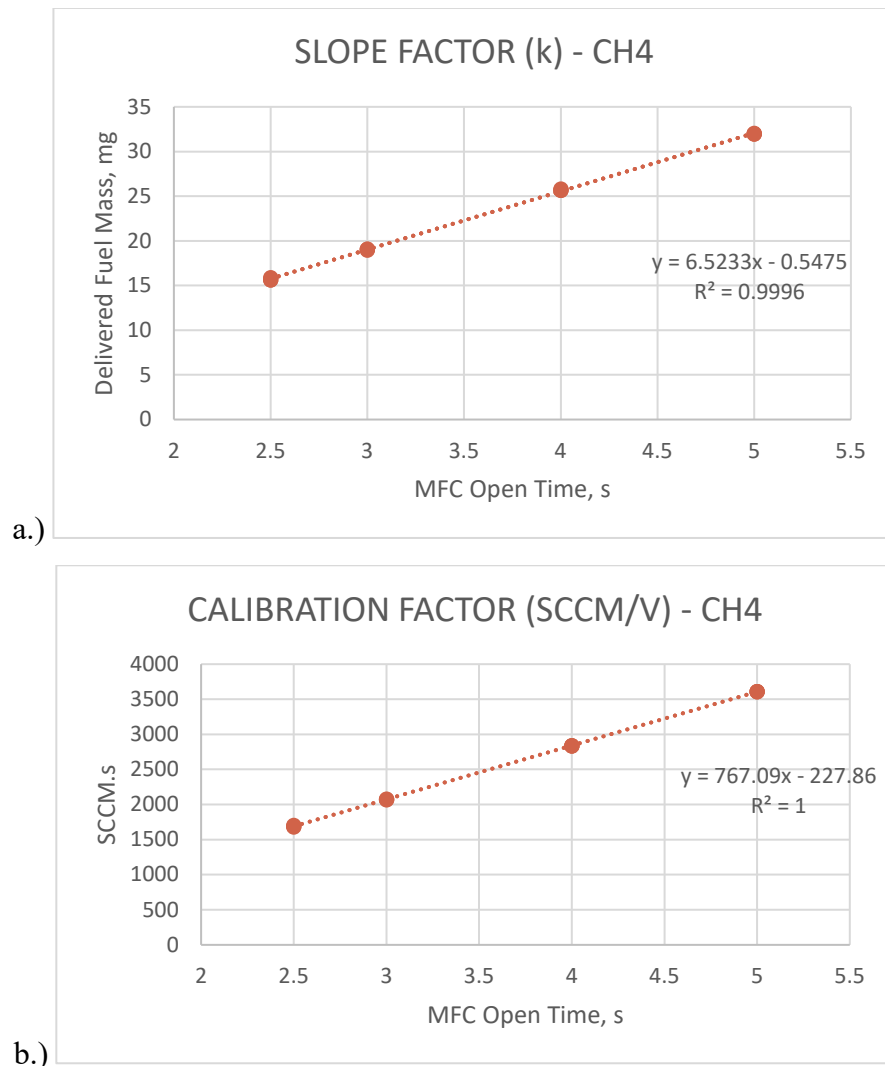 SLOPE FACTOR (k) - CH4
Delivered Fuel Mass, mg
35
30
25
20
15
10
5
0
y = 6.5233x - 0.5475
R² = 0.9996
2 2.5 3 3.5 4 4.5 5 5.5
MFC Open Time, s
a.)
CALIBRATION FACTOR (SCCM/V) - CH4
SCCM.s
4000
3500
3000
2500
2000
1500
1000
500
0
y = 767.09x - 227.86
R² = 1
2 2.5 3 3.5 4 4.5 5 5.5
MFC Open Time, s
b.)